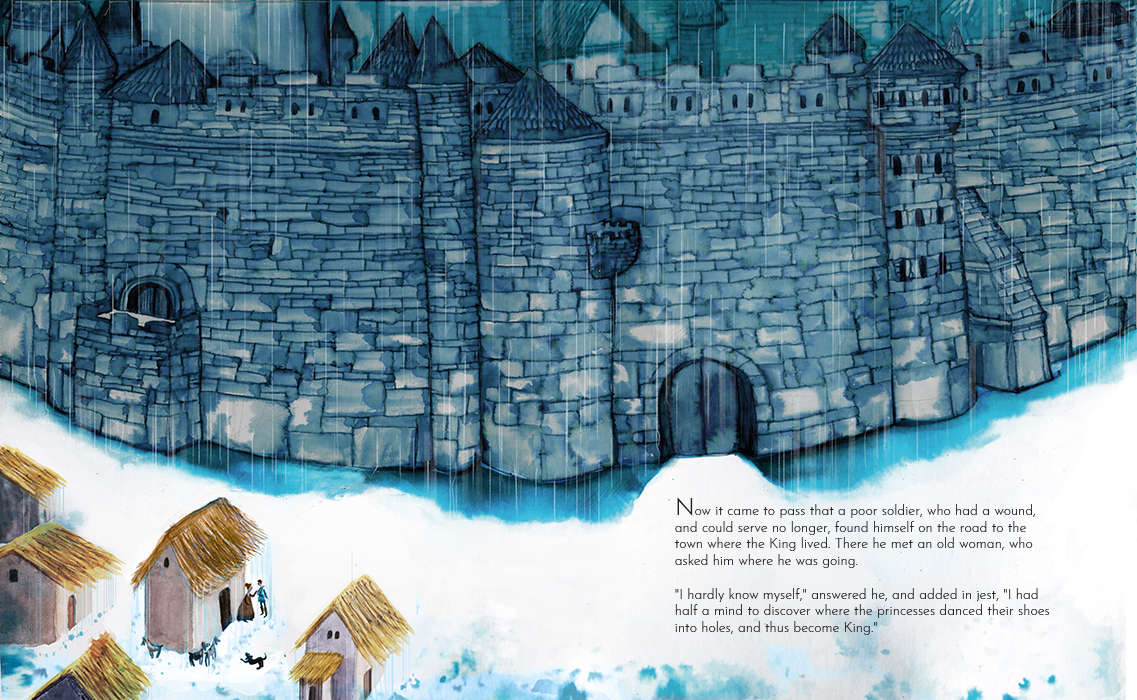 Now it came to pass that a poor soldier, who had a wound,
and could serve no longer, found himself on the road to the
town where the King lived. There he met an old woman, who
asked him where he was going.
"I hardly know myself," answered he, and added in jest, "I had
half a mind to discover where the princesses danced their shoes
into holes, and thus become King."